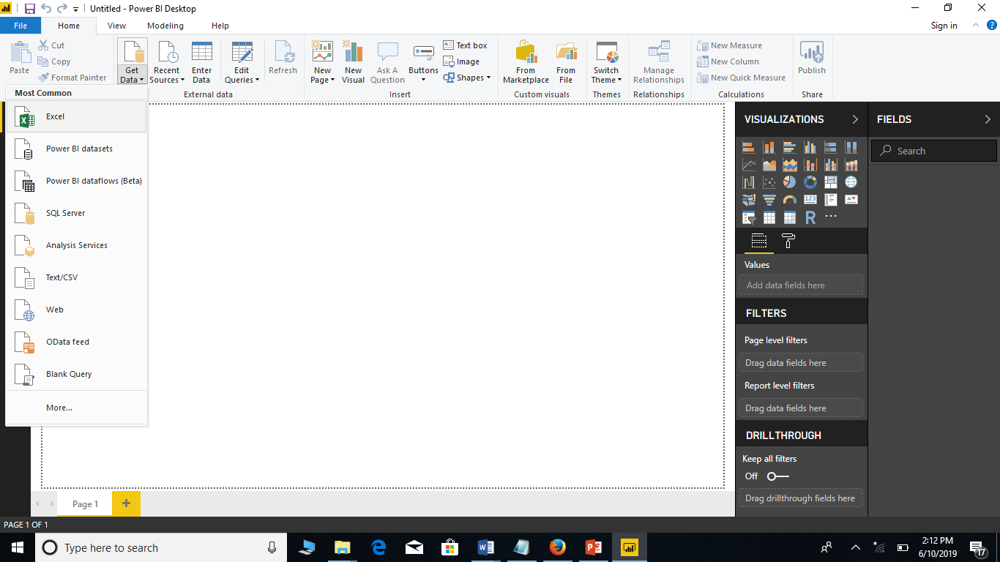 Untitled - Power BI Desktop
File Home View Modeling Help Sign in ?
Paste
Cut
Copy
Format Painter
Get Data
Recent Sources
Enter Data
Edit Queries
Refresh
New Page
New Visual
Ask A Question
Buttons
Text box
Image
Shapes
From Marketplace
From File
Switch Theme
Manage Relationships
New Measure
New Column
New Quick Measure
Publish
External data Insert Custom visuals Themes Relationships Calculations Share
Most Common
Excel
Power BI datasets
Power BI dataflows (Beta)
SQL Server
Analysis Services
Text/CSV
Web
OData feed
Blank Query
More...
VISUALIZATIONS
123
R
Values
Add data fields here
FILTERS
Page level filters
Drag data fields here
Report level filters
Drag data fields here
DRILLTHROUGH
Keep all filters
Off
Drag drillthrough fields here
FIELDS
Search
Page 1
PAGE 1 OF 1
Type here to search
2:12 PM
6/10/2019
17